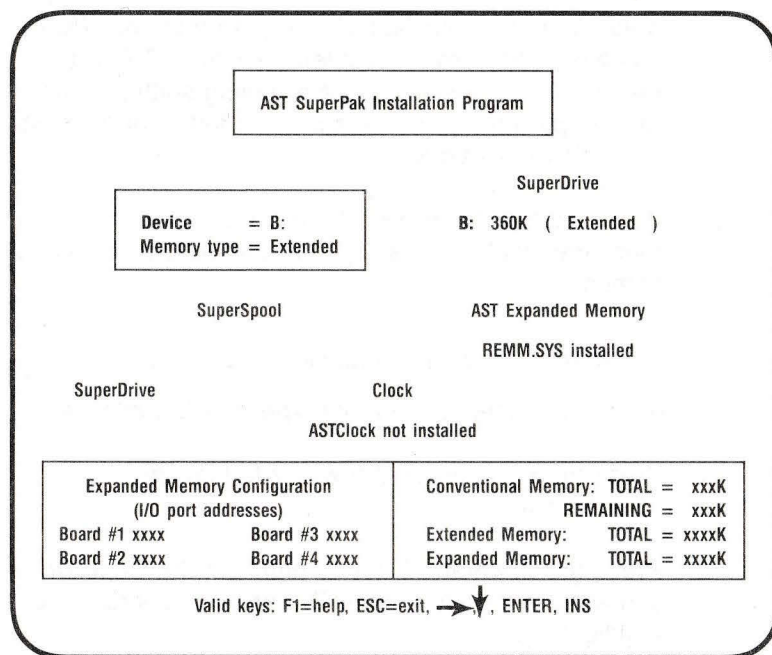 AST SuperPak Installation Program
SuperDrive
Device = B:
Memory type = Extended
B: 360K ( Extended )
SuperSpool
AST Expanded Memory
REMM.SYS installed
SuperDrive
Clock
ASTClock not installed
Expanded Memory Configuration
(I/O port addresses)
Board #1 xxxx Board #3 xxxx
Board #2 xxxx Board #4 xxxx
Conventional Memory: TOTAL = xxxK
REMAINING = xxxK
Extended Memory: TOTAL = xxxxK
Expanded Memory: TOTAL = xxxxK
Valid keys: F1=help, ESC=exit, →,↓, ENTER, INS